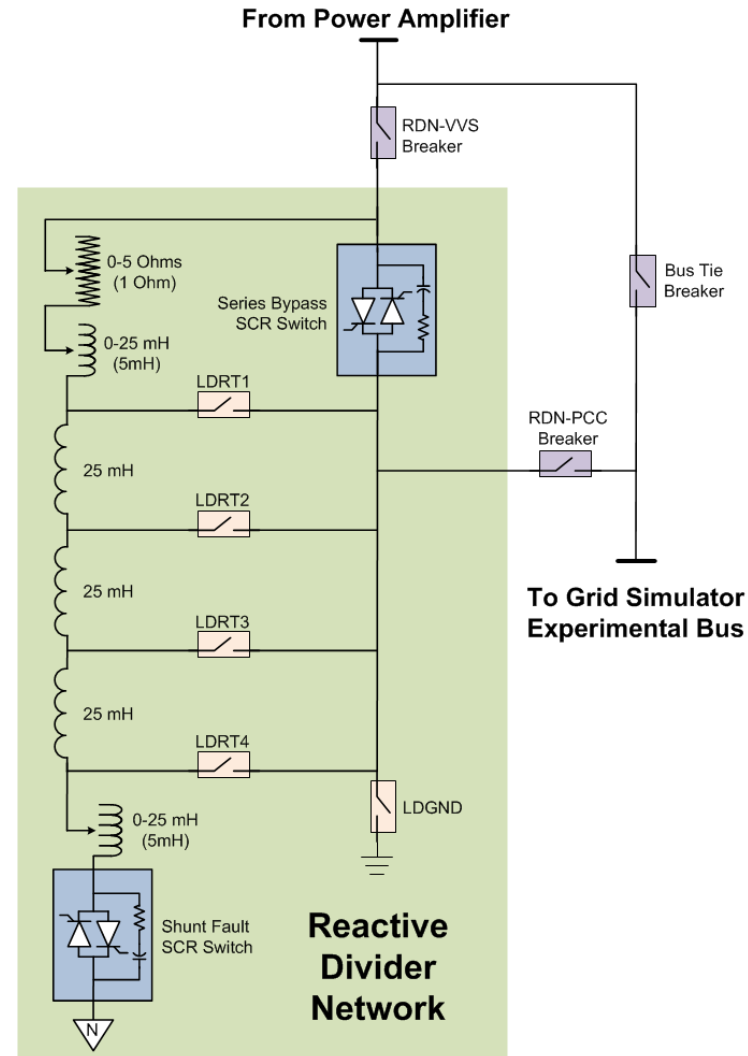 From Power Amplifier
RDN-VVS
Breaker
0-5 Ohms
(1 Ohm)
Series Bypass
SCR Switch
Bus Tie
Breaker
0-25 mH
(5mH)
LDRT1
RDN-PCC
Breaker
25 mH
LDRT2
To Grid Simulator
Experimental Bus
25 mH
LDRT3
25 mH
LDRT4
LDGND
0-25 mH
(5mH)
Shunt Fault
SCR Switch
Reactive
Divider
Network
N